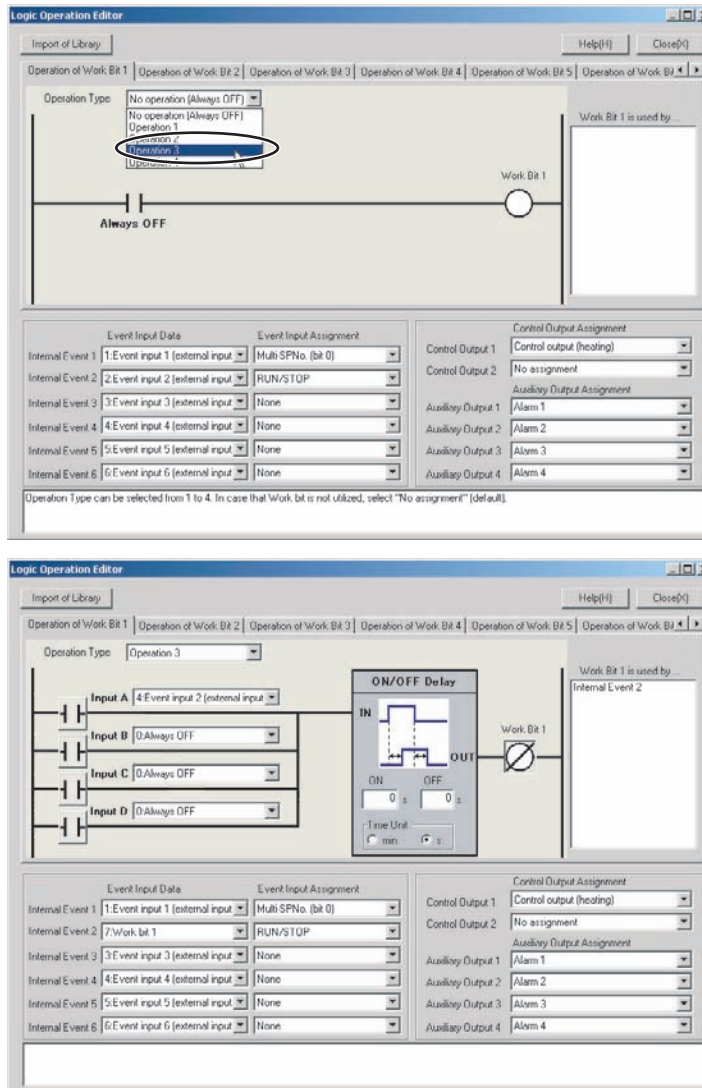 Logic Operation Editor
Import of Library Help(H) Close(X)
Operation of Work Bit 1 Operation of Work Bit 2 Operation of Work Bit 3 Operation of Work Bit 4 Operation of Work Bit 5 Operation of Work Bi
Operation Type No operation (Always OFF)
No operation (Always OFF)
Operation 1
Operation 2
Operation 3
Work Bit 1 is used by ...
Work Bit 1
Always OFF
Event Input Data Event Input Assignment
Internal Event 1 1:Event input 1 (external input Multi SP No. (bit 0)
Internal Event 2 2:Event input 2 (external input RUN/STOP
Internal Event 3 3:Event input 3 (external input None
Internal Event 4 4:Event input 4 (external input None
Internal Event 5 5:Event input 5 (external input None
Internal Event 6 6:Event input 6 (external input None
Control Output Assignment
Control Output 1 Control output (heating)
Control Output 2 No assignment
Auxiliary Output Assignment
Auxiliary Output 1 Alarm 1
Auxiliary Output 2 Alarm 2
Auxiliary Output 3 Alarm 3
Auxiliary Output 4 Alarm 4
Operation Type can be selected from 1 to 4. In case that Work bit is not utilized, select "No assignment" (default).
Logic Operation Editor
Import of Library Help(H) Close(X)
Operation of Work Bit 1 Operation of Work Bit 2 Operation of Work Bit 3 Operation of Work Bit 4 Operation of Work Bit 5 Operation of Work Bi
Operation Type Operation 3
Input A 4:Event input 2 (external input
Input B 0:Always OFF
Input C 0:Always OFF
Input D 0:Always OFF
ON/OFF Delay
IN
OUT
ON OFF
0 s 0 s
Time Unit
min s
Work Bit 1
Work Bit 1 is used by ...
Internal Event 2
Event Input Data Event Input Assignment
Internal Event 1 1:Event input 1 (external input Multi SP No. (bit 0)
Internal Event 2 7:Work bit 1 RUN/STOP
Internal Event 3 3:Event input 3 (external input None
Internal Event 4 4:Event input 4 (external input None
Internal Event 5 5:Event input 5 (external input None
Internal Event 6 6:Event input 6 (external input None
Control Output Assignment
Control Output 1 Control output (heating)
Control Output 2 No assignment
Auxiliary Output Assignment
Auxiliary Output 1 Alarm 1
Auxiliary Output 2 Alarm 2
Auxiliary Output 3 Alarm 3
Auxiliary Output 4 Alarm 4